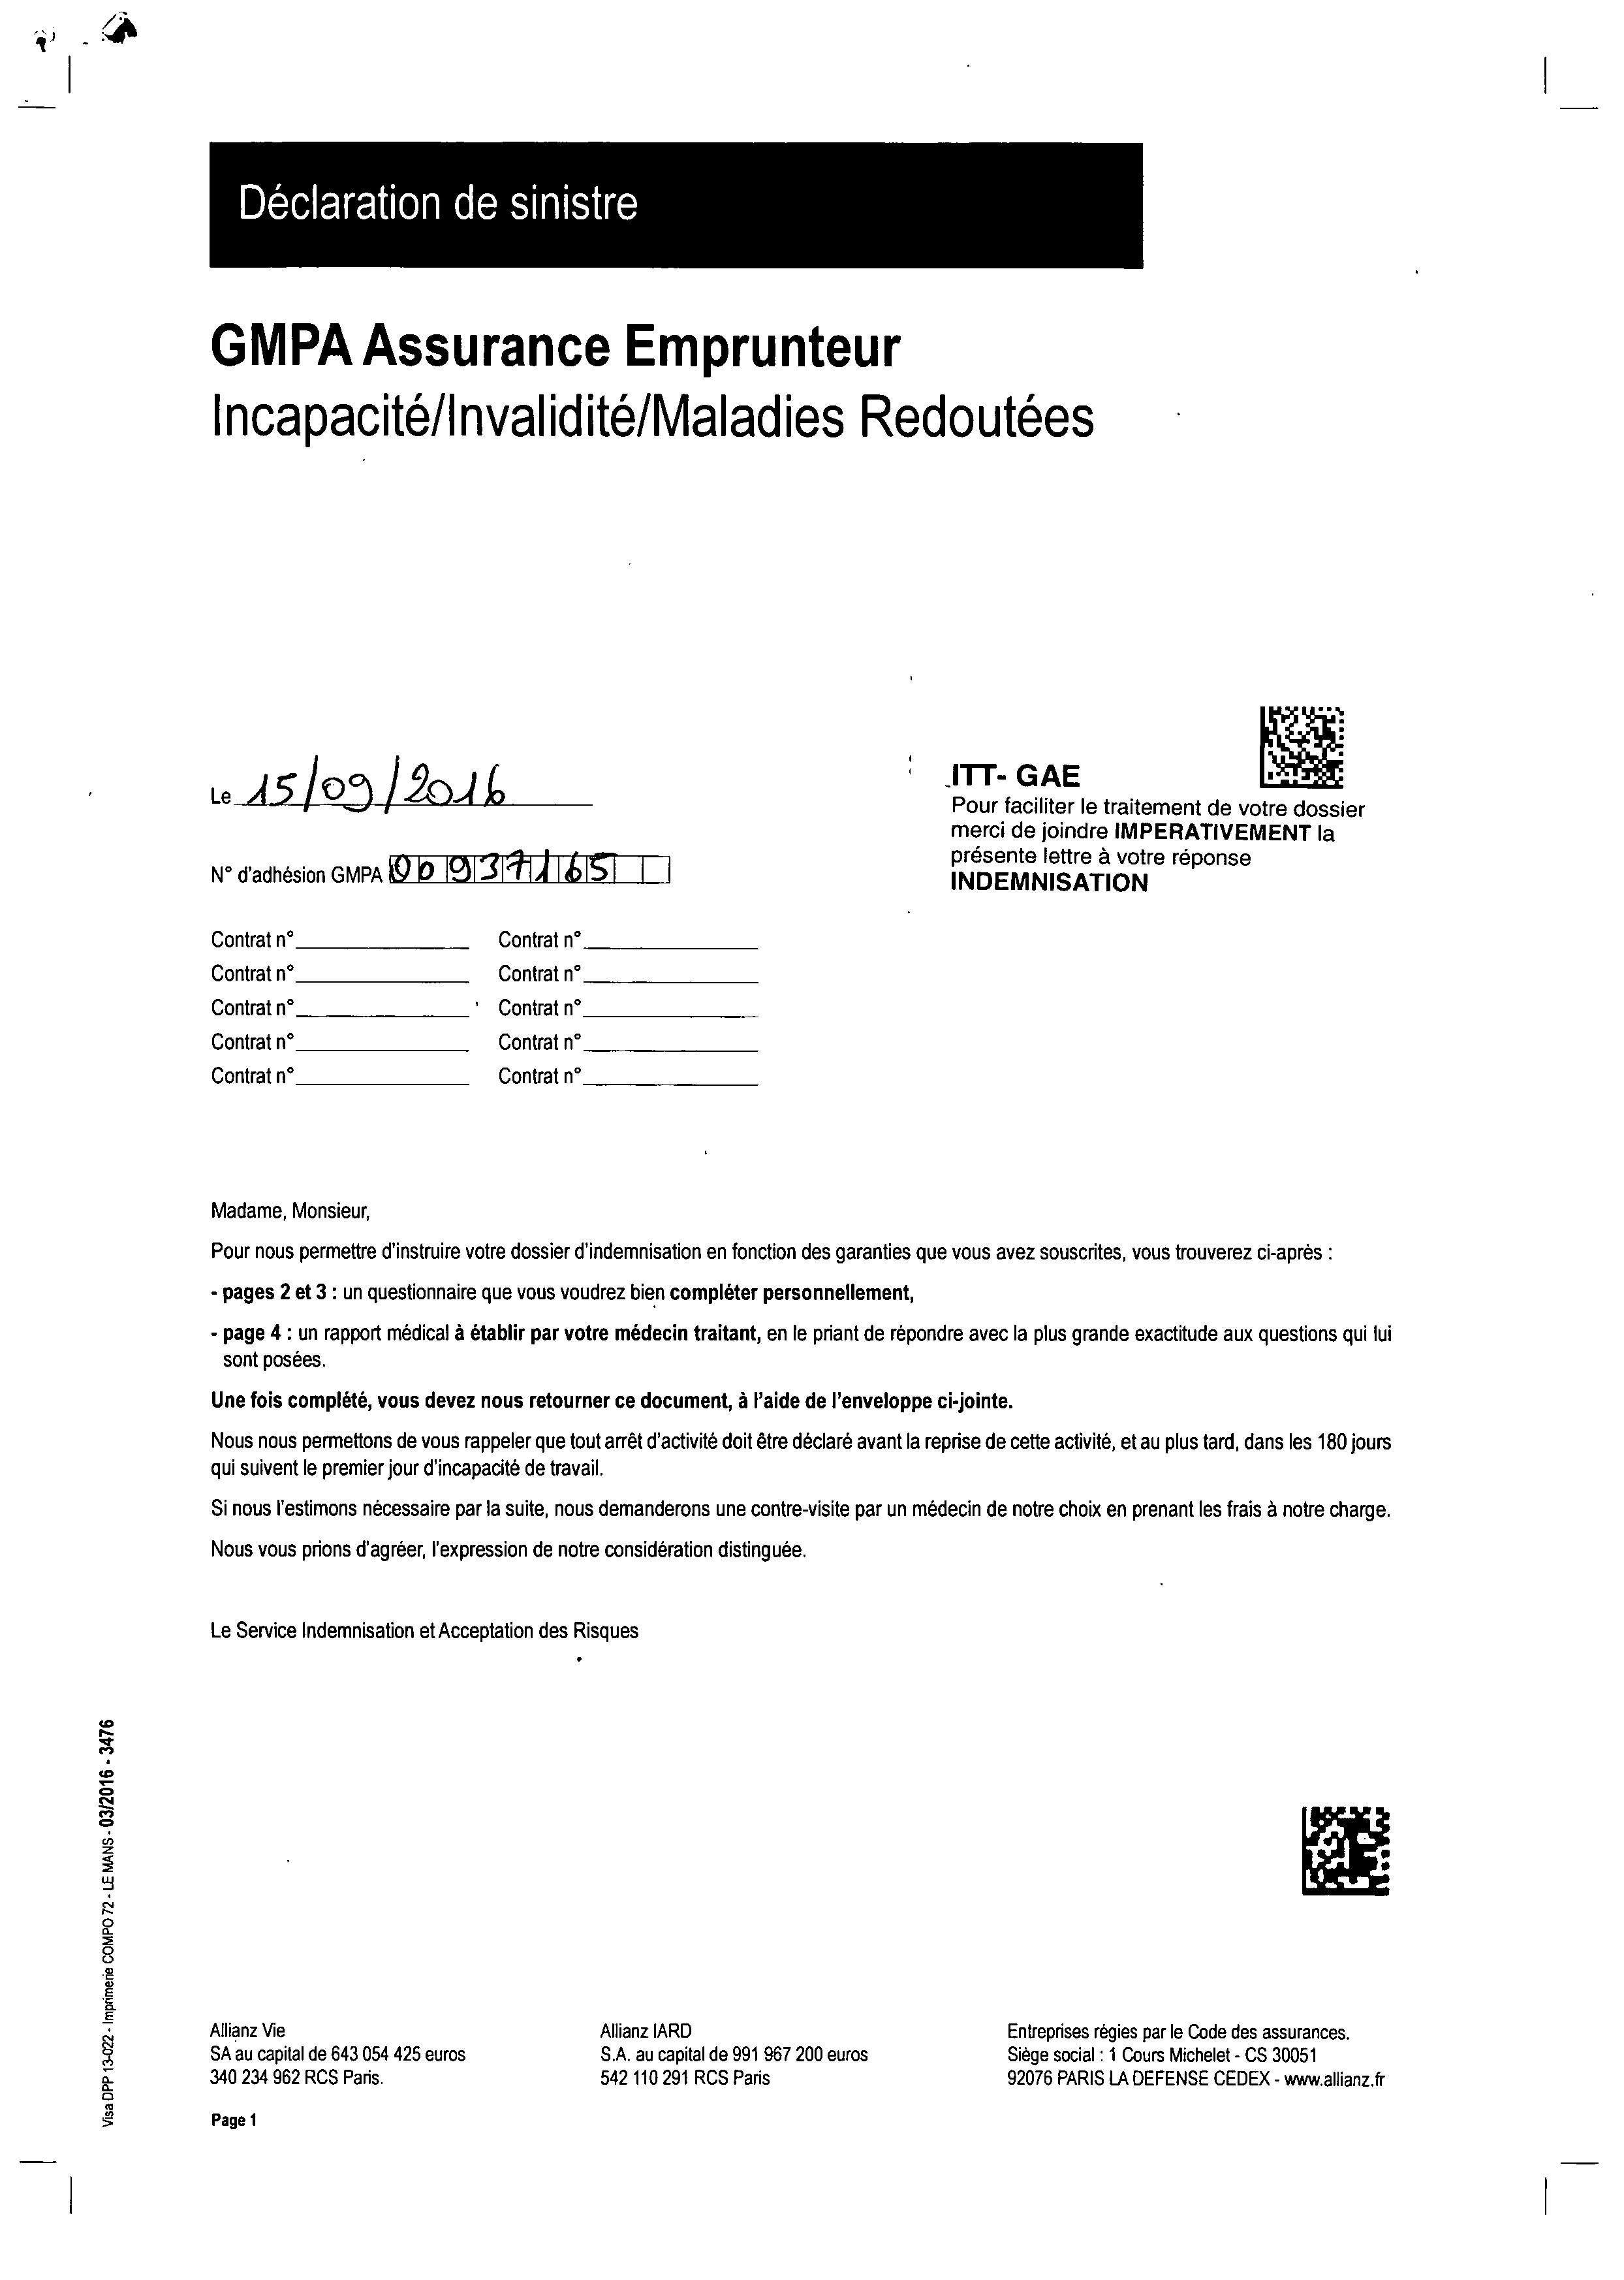 Déclaration de sinistre
GMPA Assurance Emprunteur
Incapacité/Invalidité/Maladies Redoutées
Le 15/09/2016
ITT- GAE
Pour faciliter le traitement de votre dossier
merci de joindre IMPERATIVEMENT la
présente lettre à votre réponse
INDEMNISATION
N° d'adhésion GMPA 00937165
Contrat n° Contrat n°
Contrat n° Contrat n°
Contrat n° Contrat n°
Contrat n° Contrat n°
Contrat n° Contrat n°
Madame, Monsieur,
Pour nous permettre d'instruire votre dossier d'indemnisation en fonction des garanties que vous avez souscrites, vous trouverez ci-après :
- pages 2 et 3 : un questionnaire que vous voudrez bien compléter personnellement,
- page 4 : un rapport médical à établir par votre médecin traitant, en le priant de répondre avec la plus grande exactitude aux questions qui lui
sont posées.
Une fois complété, vous devez nous retourner ce document, à l'aide de l'enveloppe ci-jointe.
Nous nous permettons de vous rappeler que tout arrêt d'activité doit être déclaré avant la reprise de cette activité, et au plus tard, dans les 180 jours
qui suivent le premier jour d'incapacité de travail.
Si nous l'estimons nécessaire par la suite, nous demanderons une contre-visite par un médecin de notre choix en prenant les frais à notre charge.
Nous vous prions d'agréer, l'expression de notre considération distinguée.
Le Service Indemnisation et Acceptation des Risques
Visa DPP 13-022 - Imprimerie COMPO 72 - LE MANS - 03/2016 - 3476
Allianz Vie
SA au capital de 643 054 425 euros
340 234 962 RCS Paris.
Allianz IARD
S.A. au capital de 991 967 200 euros
542 110 291 RCS Paris
Entreprises régies par le Code des assurances.
Siège social : 1 Cours Michelet - CS 30051
92076 PARIS LA DEFENSE CEDEX - www.allianz.fr
Page 1